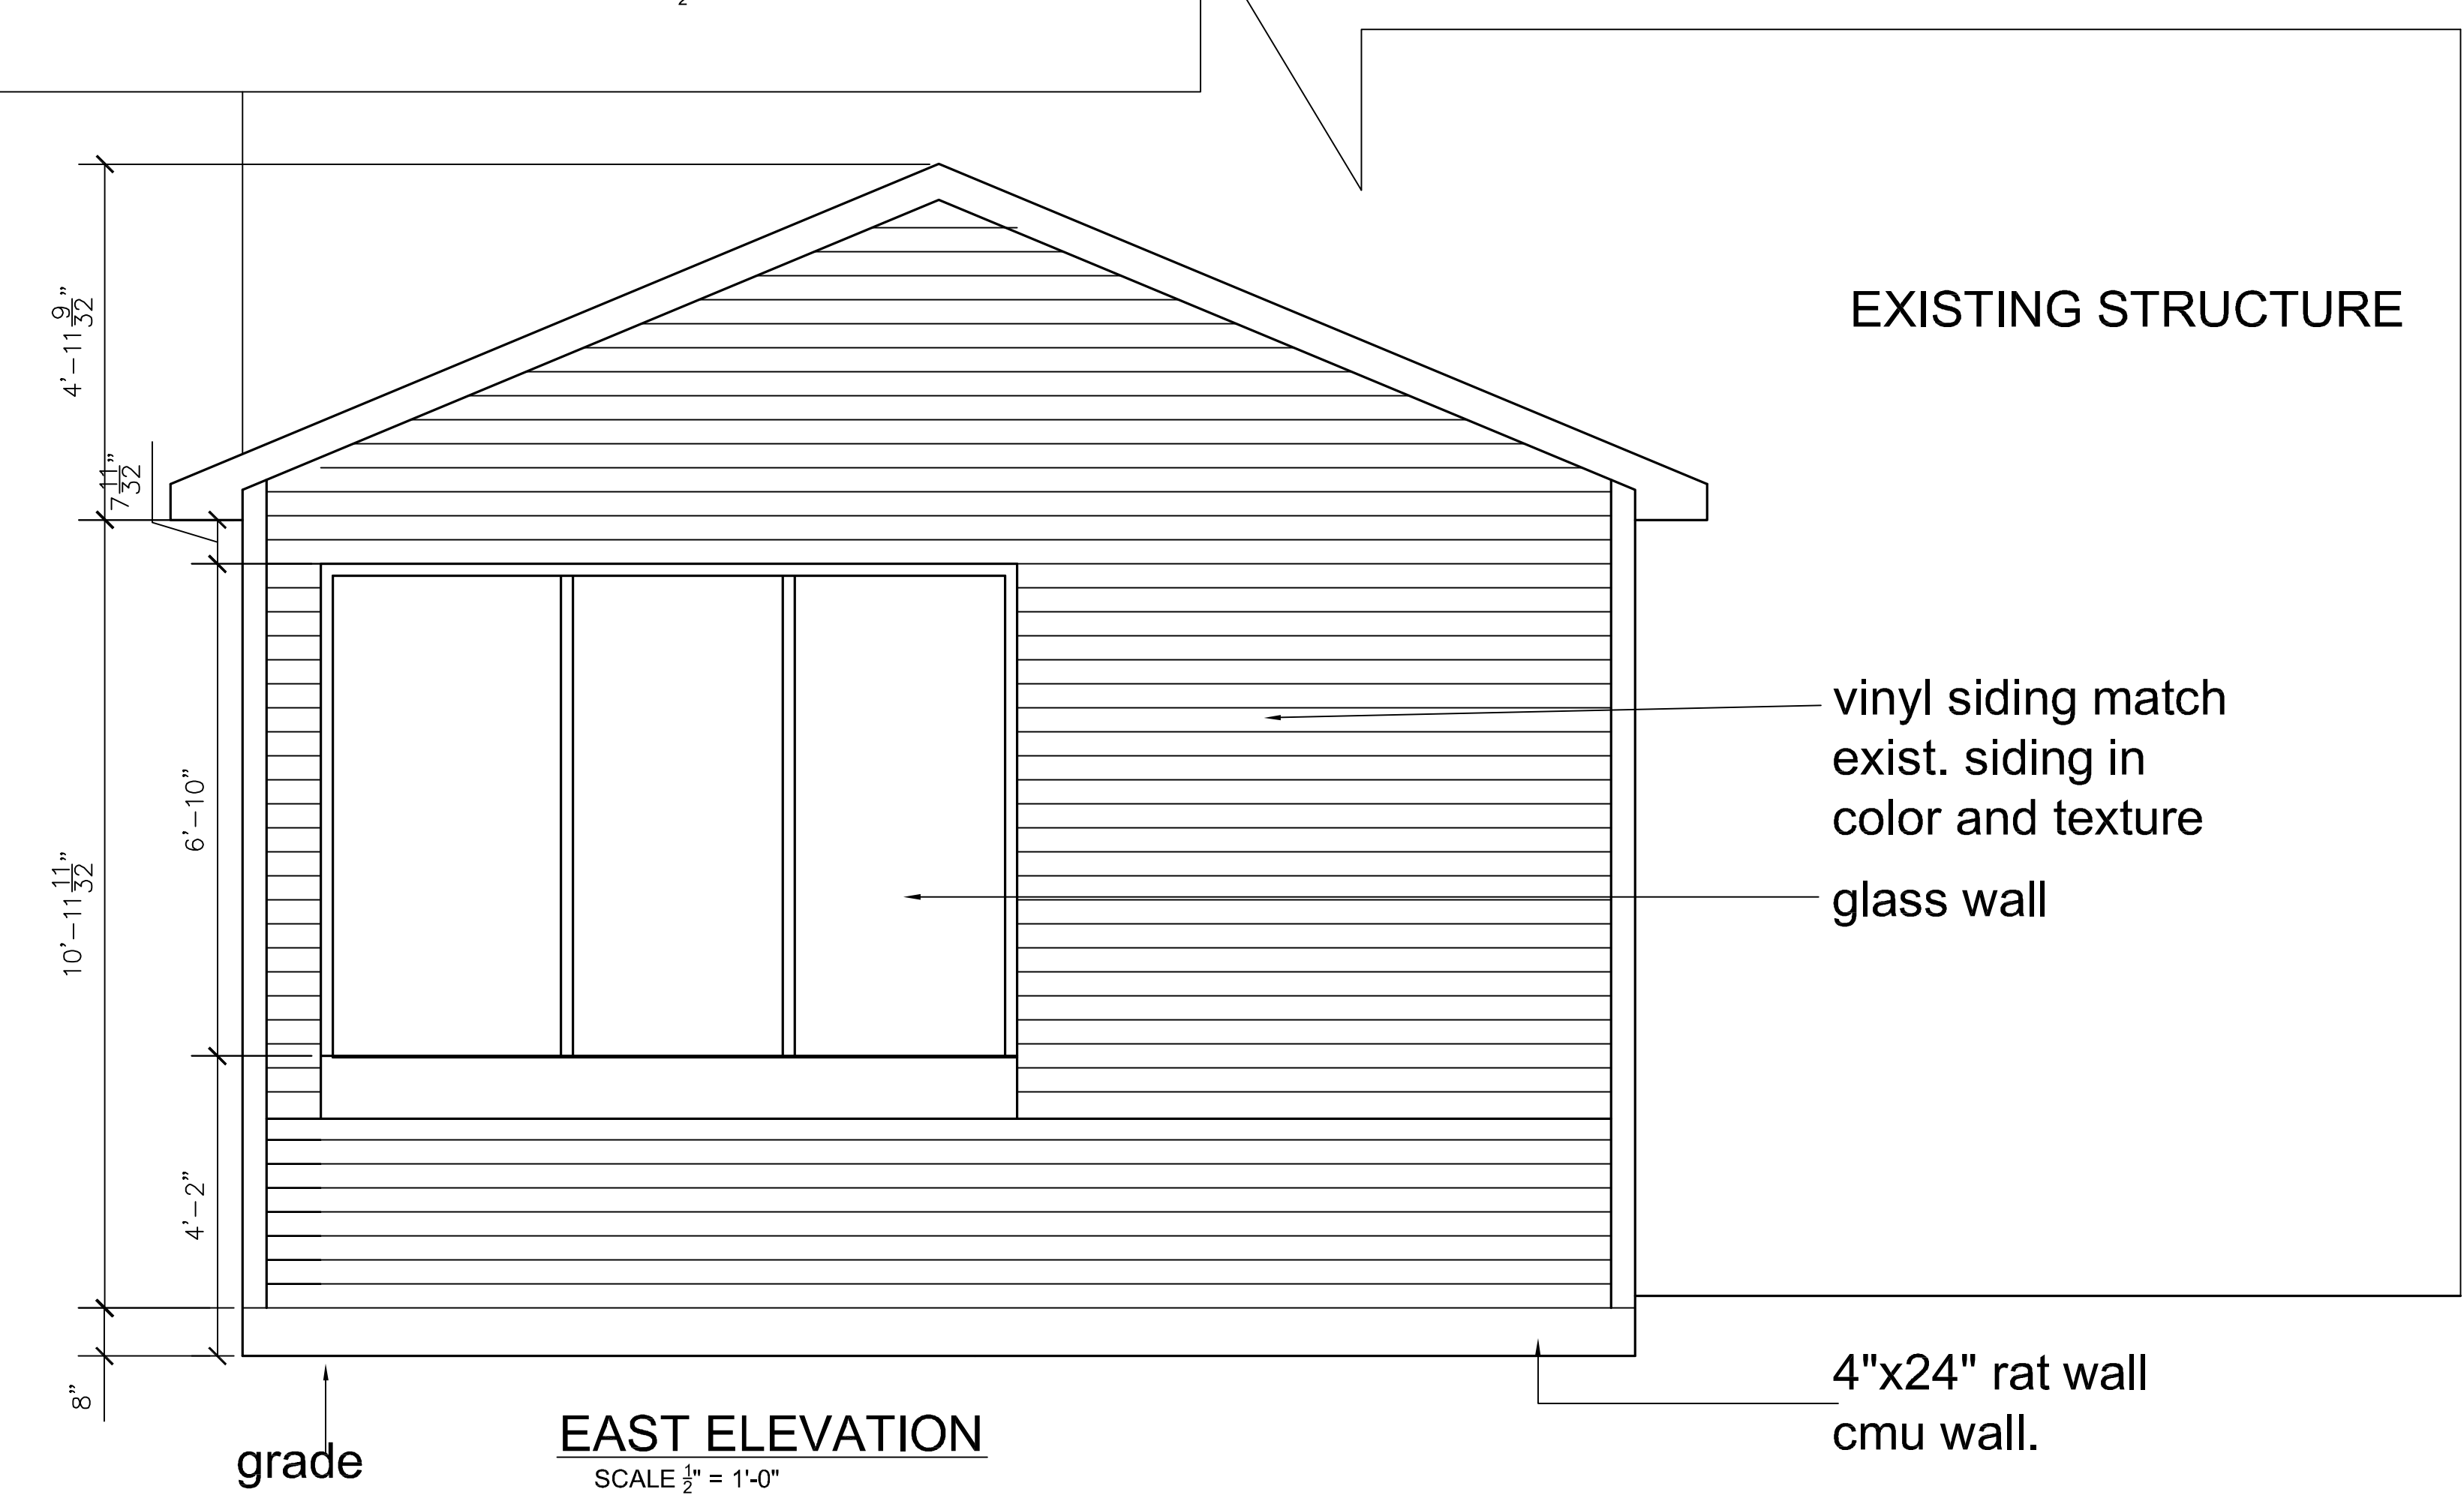 2
4'-11 9/32"
EXISTING STRUCTURE
7 11/32"
vinyl siding match
exist. siding in
color and texture
6'-10"
10'-11 11/32"
glass wall
4'-2"
8"
4"x24" rat wall
cmu wall.
grade
EAST ELEVATION
SCALE 1/2" = 1'-0"